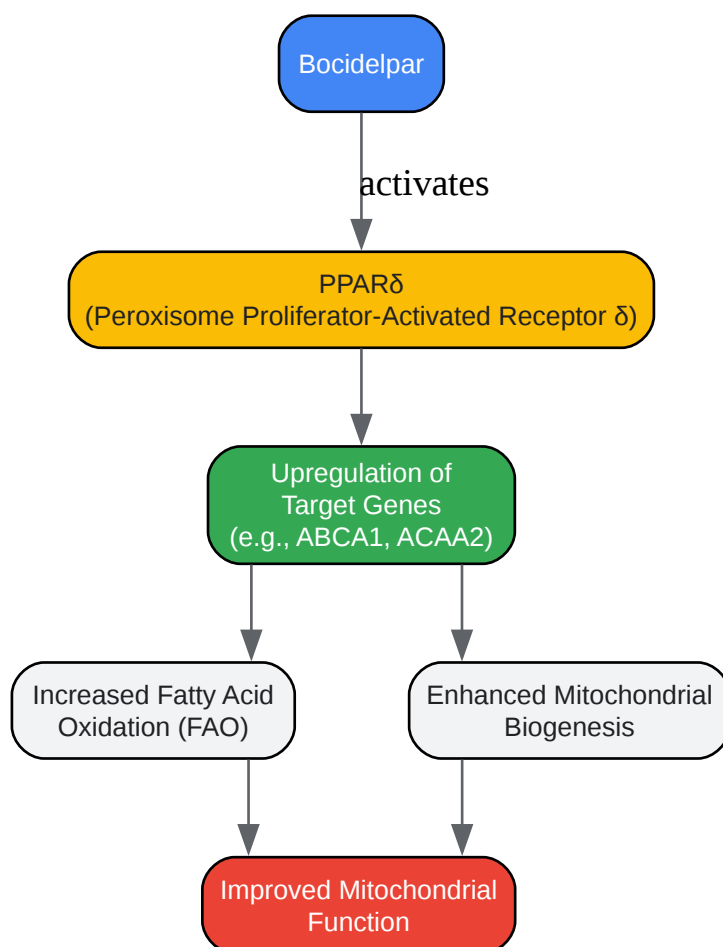 Bocidelpar
activates
PPARδ
(Peroxisome Proliferator-Activated Receptor δ)
Upregulation of
Target Genes
(e.g., ABCA1, ACAA2)
Increased Fatty Acid
Oxidation (FAO)
Enhanced Mitochondrial
Biogenesis
Improved Mitochondrial
Function